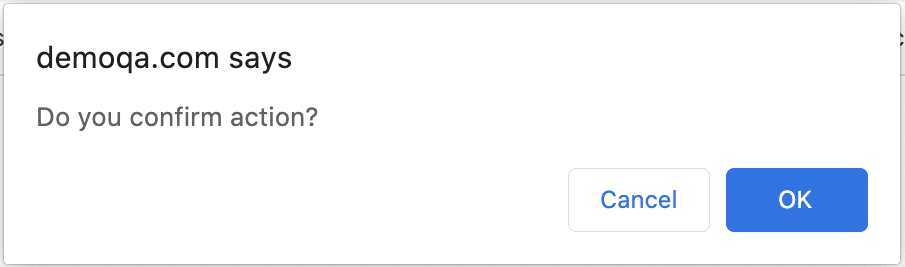 demoqa.com says
Do you confirm action?
Cancel
OK